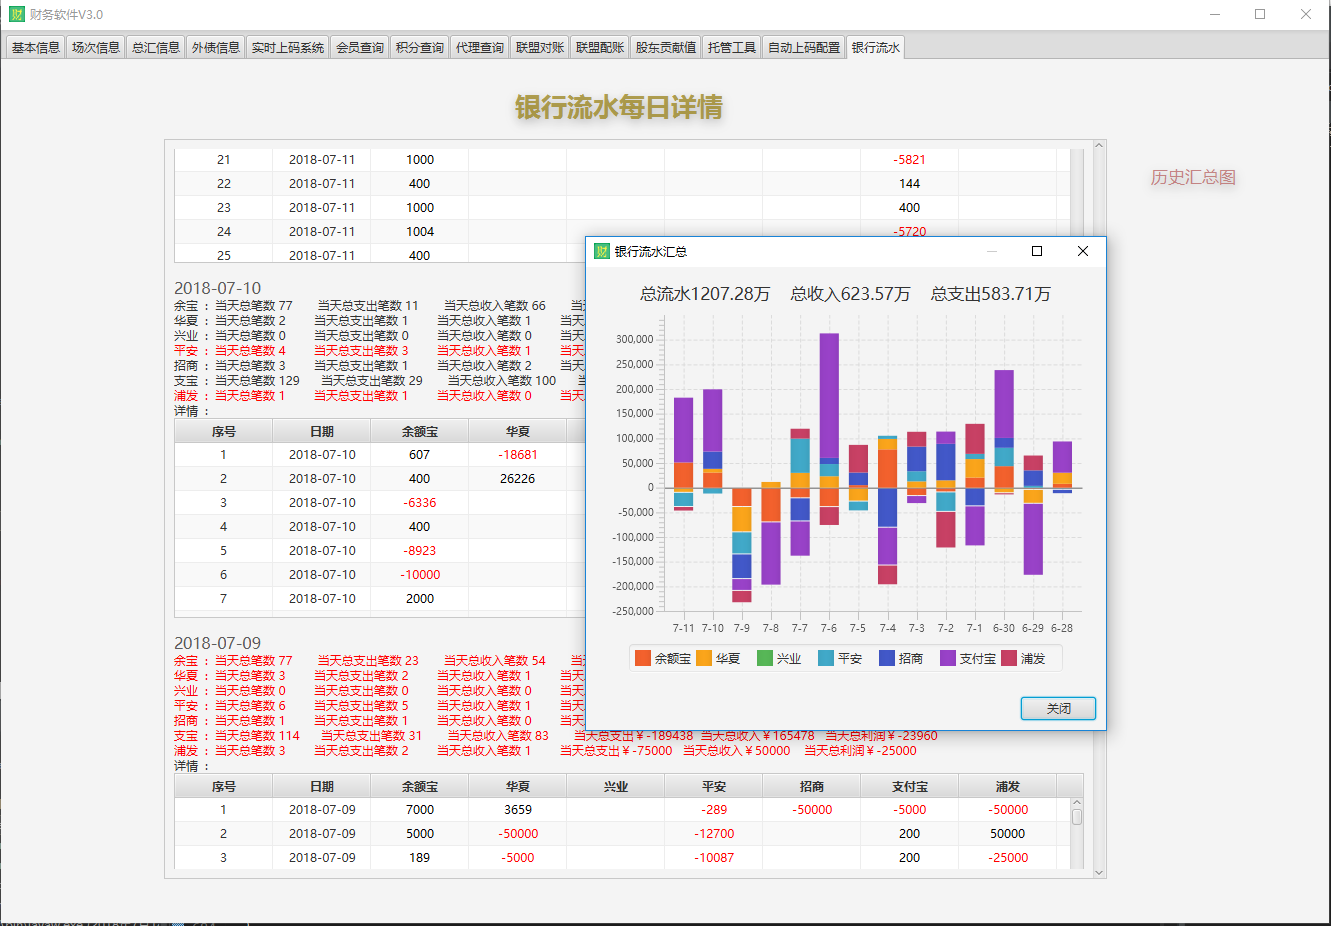 财务软件V3.0
基本信息 场次信息 总汇信息 外债信息 实时上码系统 会员查询 积分查询 代理查询 联盟对账 联盟配账 股东贡献值 托管工具 自动上码配置 银行流水
银行流水每日详情
历史汇总图
21 2018-07-11 1000 -5821
22 2018-07-11 400 144
23 2018-07-11 1000 400
24 2018-07-11 1004 -5720
25 2018-07-11 400
2018-07-10
余宝 : 当天总笔数 77 当天总支出笔数 11 当天总收入笔数 66 当
华夏 : 当天总笔数 2 当天总支出笔数 1 当天总收入笔数 1 当天
兴业 : 当天总笔数 0 当天总支出笔数 0 当天总收入笔数 0 当天
平安 : 当天总笔数 4 当天总支出笔数 3 当天总收入笔数 1 当天
招商 : 当天总笔数 3 当天总支出笔数 1 当天总收入笔数 2 当天
支宝 : 当天总笔数 129 当天总支出笔数 29 当天总收入笔数 100 当
浦发 : 当天总笔数 1 当天总支出笔数 1 当天总收入笔数 0 当天
详情 :
序号 日期 余额宝 华夏
1 2018-07-10 607 -18681
2 2018-07-10 400 26226
3 2018-07-10 -6336
4 2018-07-10 400
5 2018-07-10 -8923
6 2018-07-10 -10000
7 2018-07-10 2000
2018-07-09
余宝 : 当天总笔数 77 当天总支出笔数 23 当天总收入笔数 54 当
华夏 : 当天总笔数 3 当天总支出笔数 2 当天总收入笔数 1 当天
兴业 : 当天总笔数 0 当天总支出笔数 0 当天总收入笔数 0 当天
平安 : 当天总笔数 6 当天总支出笔数 5 当天总收入笔数 1 当天
招商 : 当天总笔数 1 当天总支出笔数 1 当天总收入笔数 0 当天
支宝 : 当天总笔数 114 当天总支出笔数 31 当天总收入笔数 83 当天总支出¥-189438 当天总收入¥165478 当天总利润¥-23960
浦发 : 当天总笔数 3 当天总支出笔数 2 当天总收入笔数 1 当天总支出¥-75000 当天总收入¥50000 当天总利润¥-25000
详情 :
序号 日期 余额宝 华夏 兴业 平安 招商 支付宝 浦发
1 2018-07-09 7000 3659 -289 -50000 -5000 -50000
2 2018-07-09 5000 -50000 -12700 200 50000
3 2018-07-09 189 -5000 -10087 200 -25000
银行流水汇总
总流水1207.28万 总收入623.57万 总支出583.71万
300,000
250,000
200,000
150,000
100,000
50,000
0
-50,000
-100,000
-150,000
-200,000
-250,000
7-11 7-10 7-9 7-8 7-7 7-6 7-5 7-4 7-3 7-2 7-1 6-30 6-29 6-28
余额宝 华夏 兴业 平安 招商 支付宝 浦发
关闭